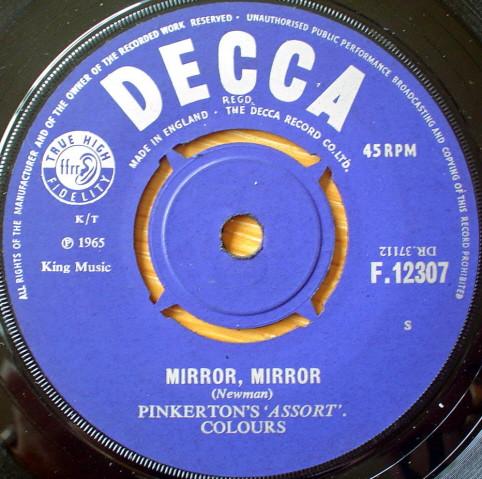 ALL RIGHTS OF THE MANUFACTURER AND OF THE OWNER OF THE RECORDED WORK RESERVED · UNAUTHORISED PUBLIC PERFORMANCE BROADCASTING AND COPYING OF THIS RECORD PROHIBITED
DECCA
REGD.
MADE IN ENGLAND · THE DECCA RECORD CO. LTD.
TRUE HIGH
ffrr
FIDELITY
45 RPM
K/T
℗ 1965
King Music
DR.37112
F.12307
S
MIRROR, MIRROR
(Newman)
PINKERTON'S 'ASSORT'.
COLOURS